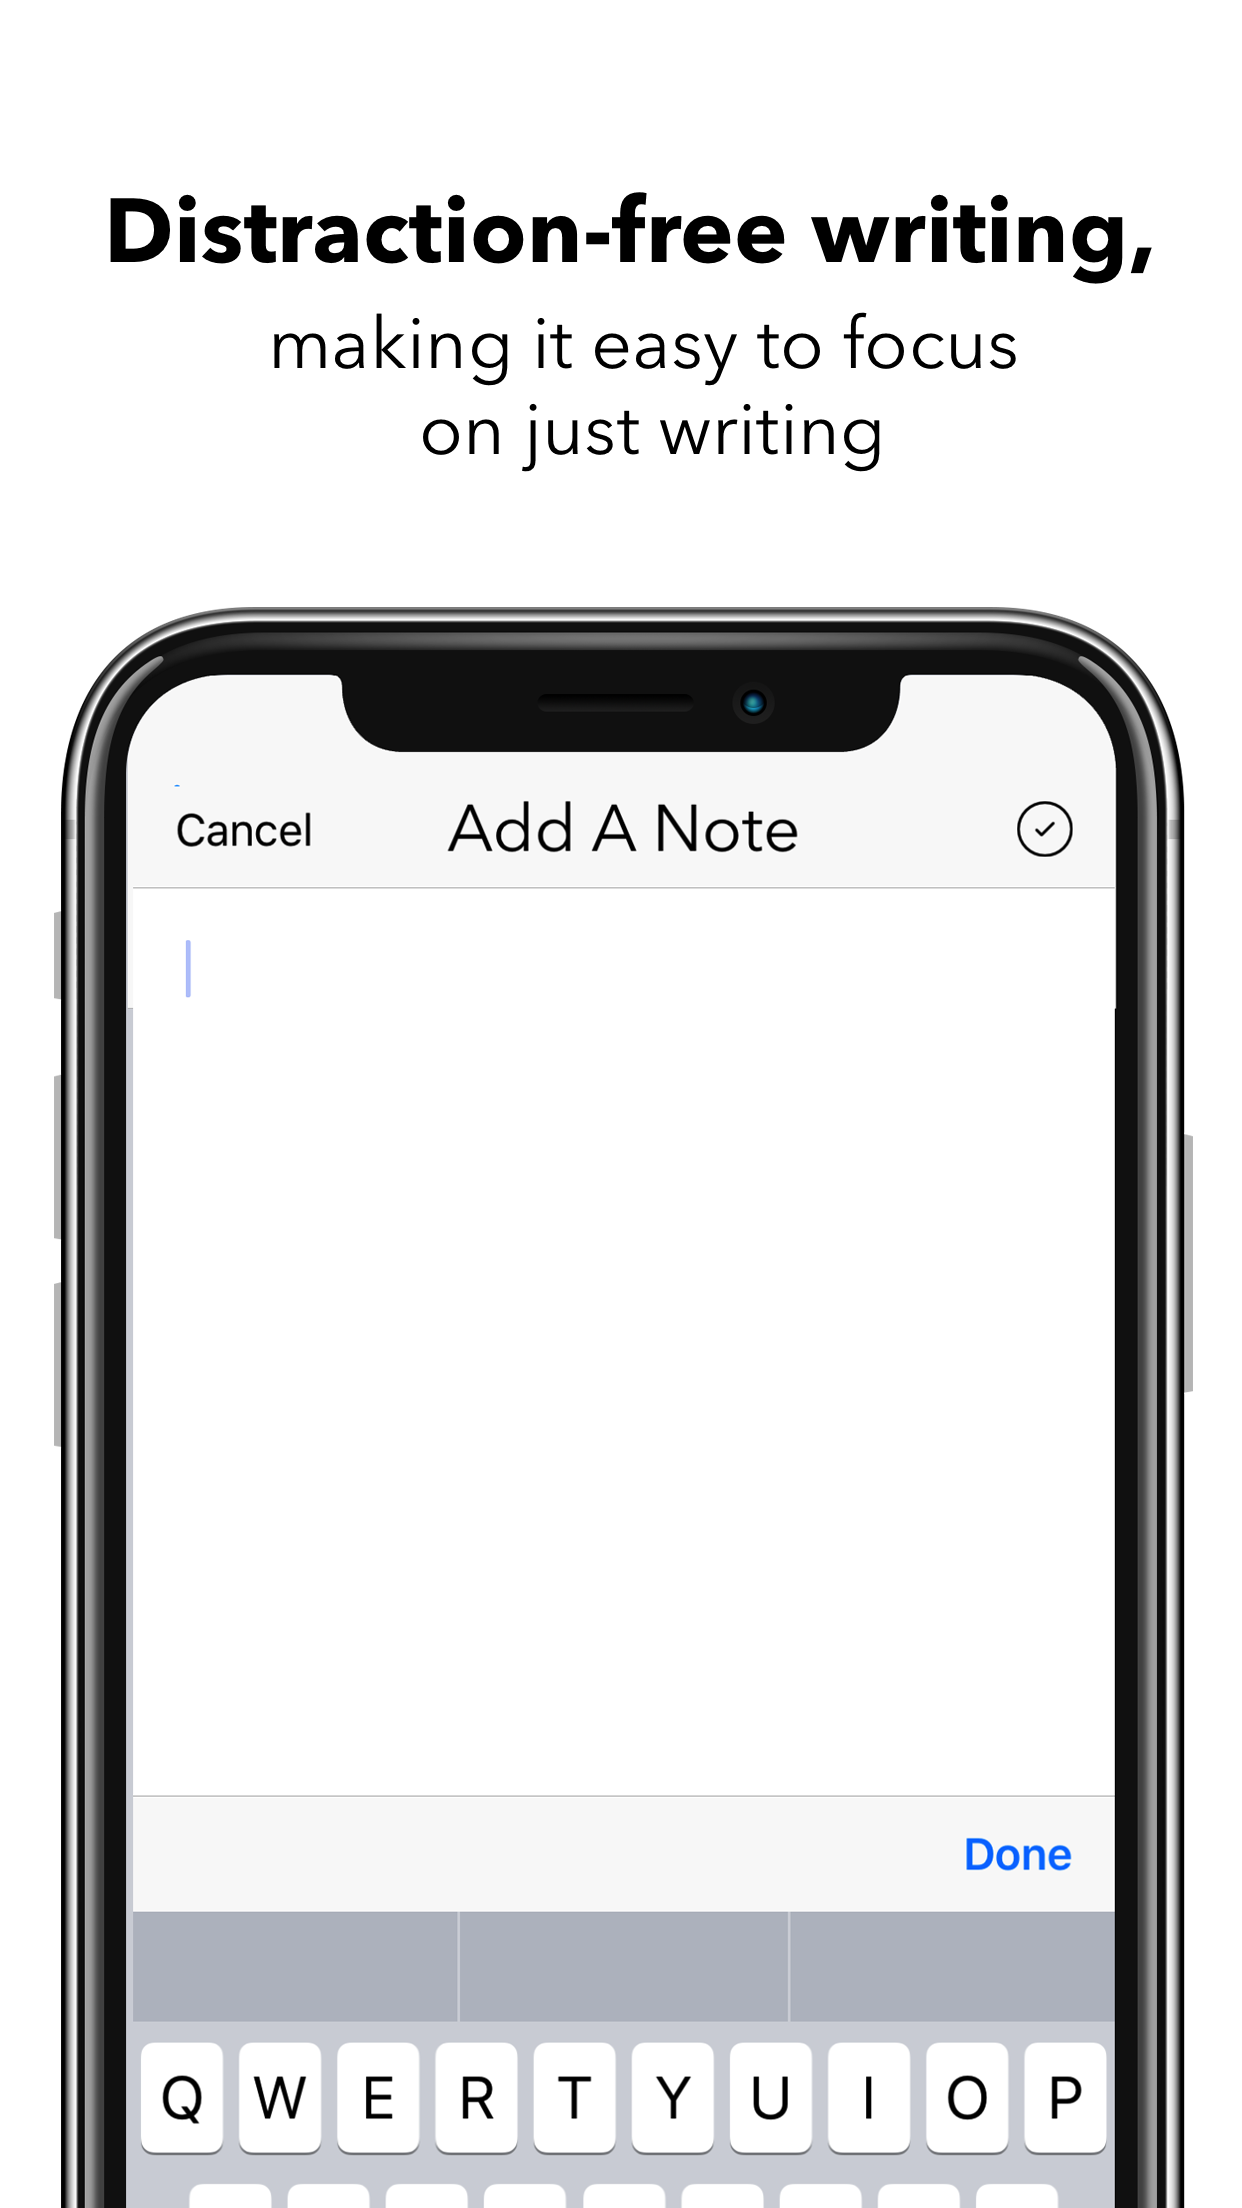 Distraction-free writing,
making it easy to focus
on just writing
Cancel Add A Note
Done
Q W E R T Y U I O P